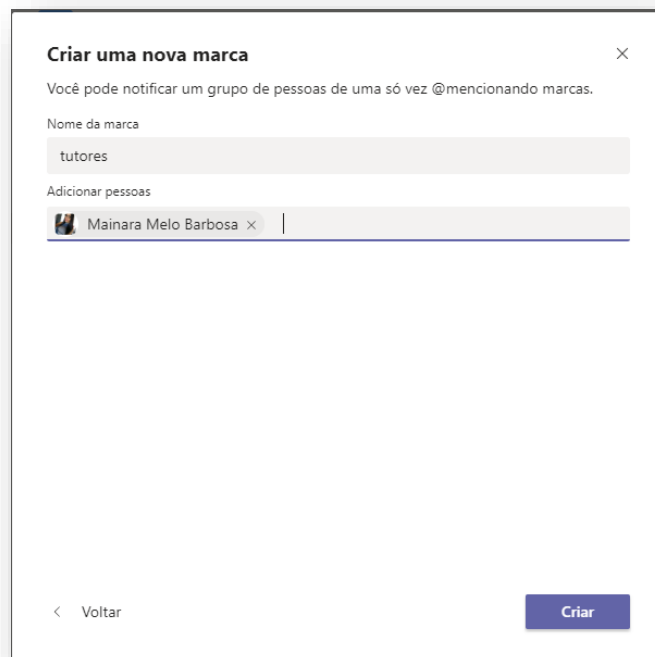 Criar uma nova marca
Você pode notificar um grupo de pessoas de uma só vez @mencionando marcas.
Nome da marca
tutores
Adicionar pessoas
Mainara Melo Barbosa
Voltar
Criar